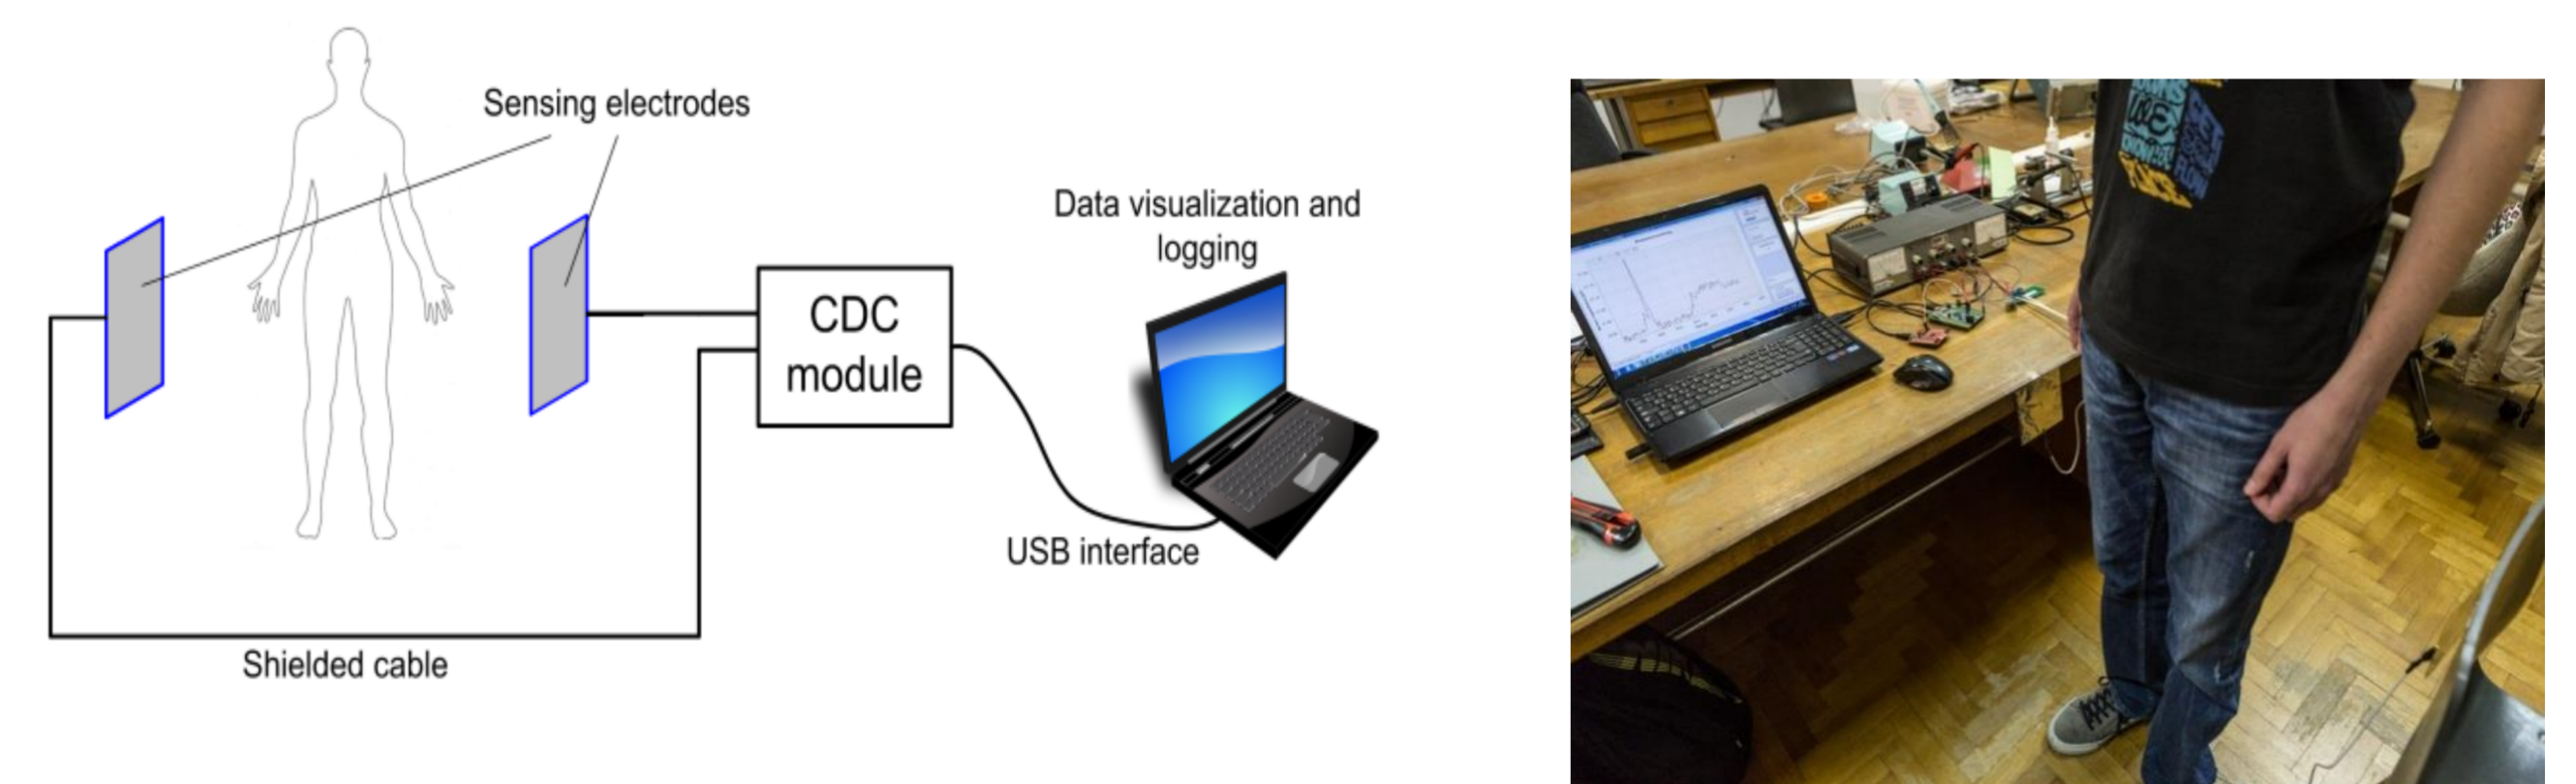 Sensing electrodes
Data visualization and
logging
CDC
module
USB interface
Shielded cable